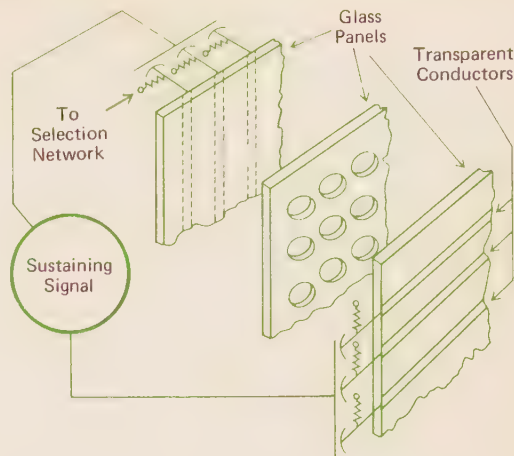 Glass
Panels
Transparent
Conductors
To
Selection
Network
Sustaining
Signal